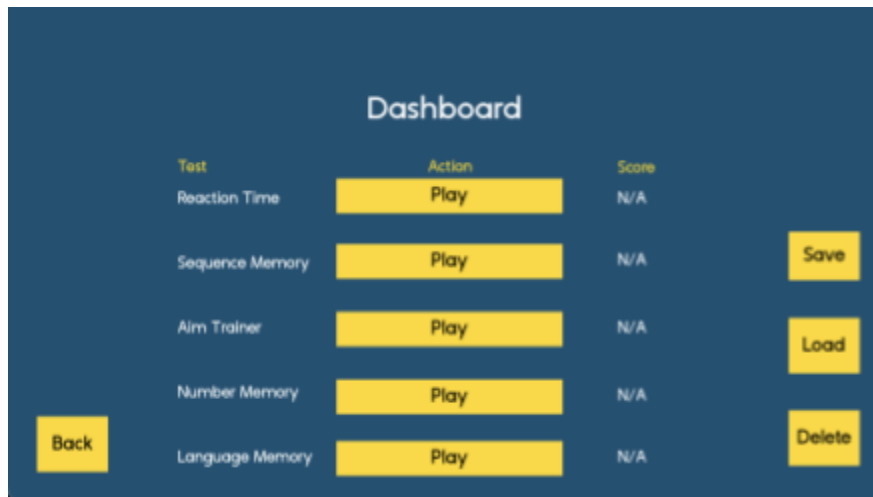 Dashboard
Test Action Score
Reaction Time Play N/A
Sequence Memory Play N/A
Save
Aim Trainer Play N/A
Load
Number Memory Play N/A
Back
Delete
Language Memory Play N/A